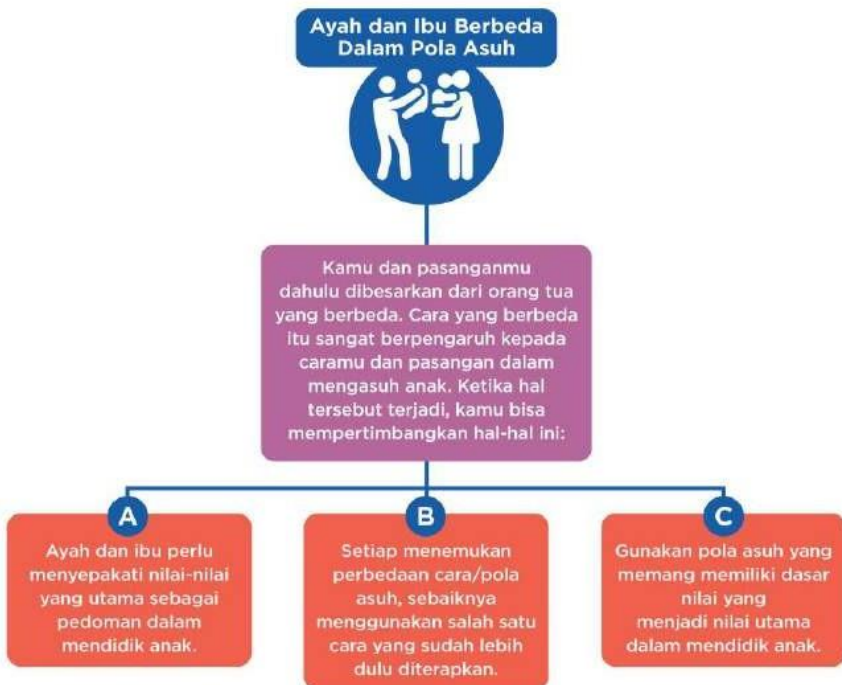 Ayah dan Ibu Berbeda
Dalam Pola Asuh
Kamu dan pasanganmu
dahulu dibesarkan dari orang tua
yang berbeda. Cara yang berbeda
itu sangat berpengaruh kepada
caramu dan pasangan dalam
mengasuh anak. Ketika hal
tersebut terjadi, kamu bisa
mempertimbangkan hal-hal ini:
A
Ayah dan ibu perlu
menyepakati nilai-nilai
yang utama sebagai
pedoman dalam
mendidik anak.
B
Setiap menemukan
perbedaan cara/pola
asuh, sebaiknya
menggunakan salah satu
cara yang sudah lebih
dulu diterapkan.
C
Gunakan pola asuh yang
memang memiliki dasar
nilai yang
menjadi nilai utama
dalam mendidik anak.